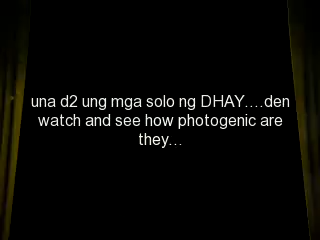 una d2 ung mga solo ng DHAY....den
watch and see how photogenic are
they...